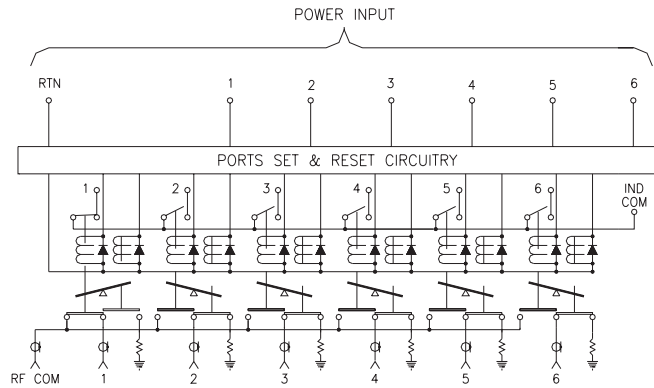 POWER INPUT
RTN 1 2 3 4 5 6
PORTS SET & RESET CIRCUITRY
1 2 3 4 5 6 IND
COM
RF COM 1 2 3 4 5 6